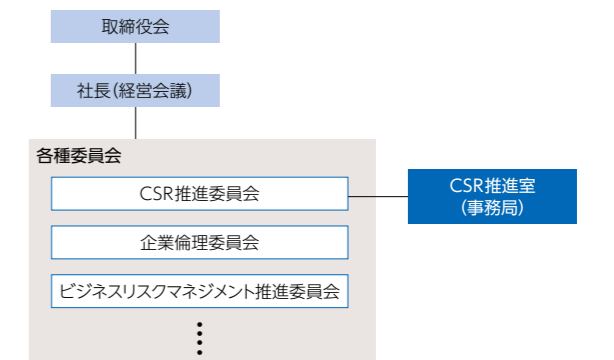 取締役会
社長(経営会議)
各種委員会
CSR推進委員会
CSR推進室
(事務局)
企業倫理委員会
ビジネスリスクマネジメント推進委員会